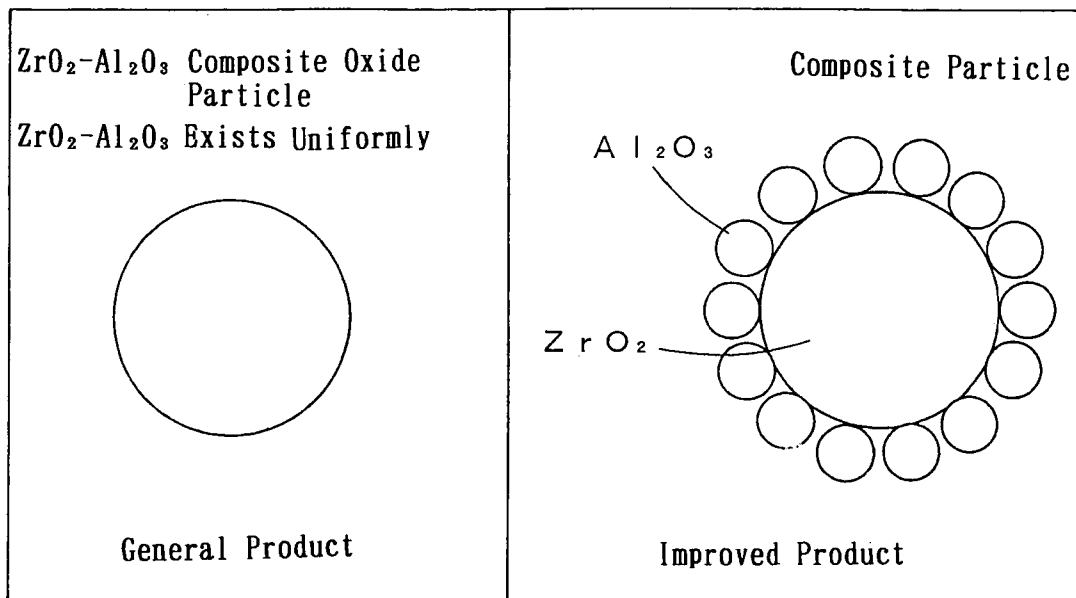 ZrO₂-Al₂O₃ Composite Oxide
Particle
ZrO₂-Al₂O₃ Exists Uniformly
General Product
Composite Particle
Al₂O₃
ZrO₂
Improved Product